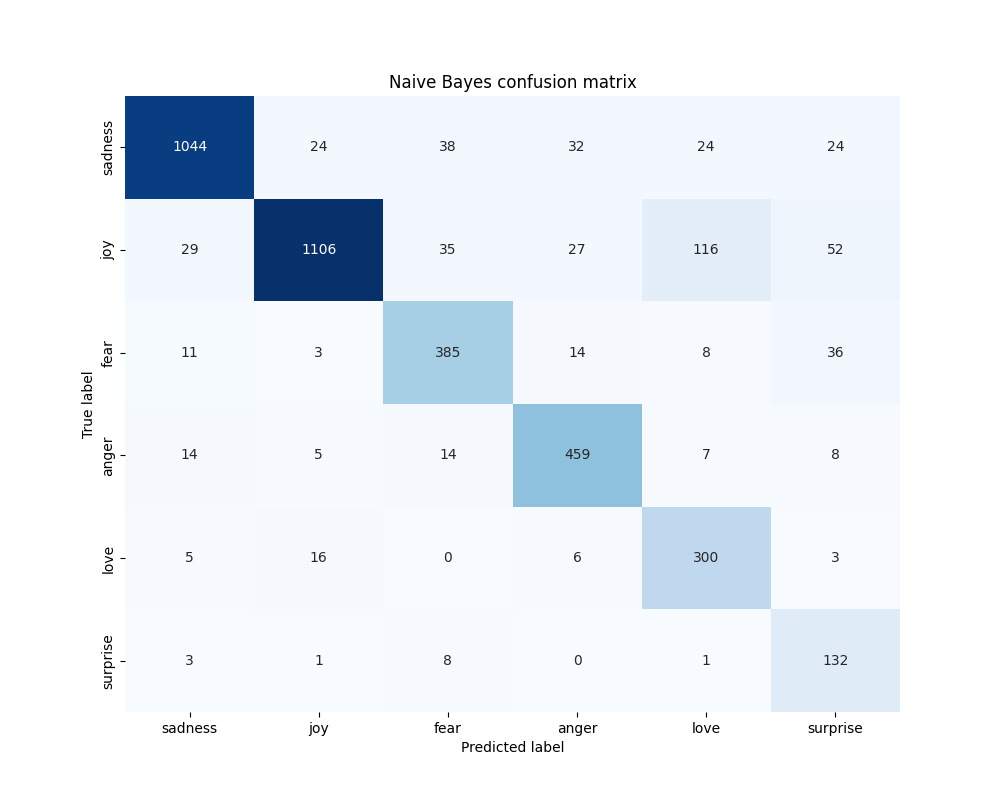 Naive Bayes confusion matrix
True label
sadness 1044 24 38 32 24 24
joy 29 1106 35 27 116 52
fear 11 3 385 14 8 36
anger 14 5 14 459 7 8
love 5 16 0 6 300 3
surprise 3 1 8 0 1 132
sadness joy fear anger love surprise
Predicted label